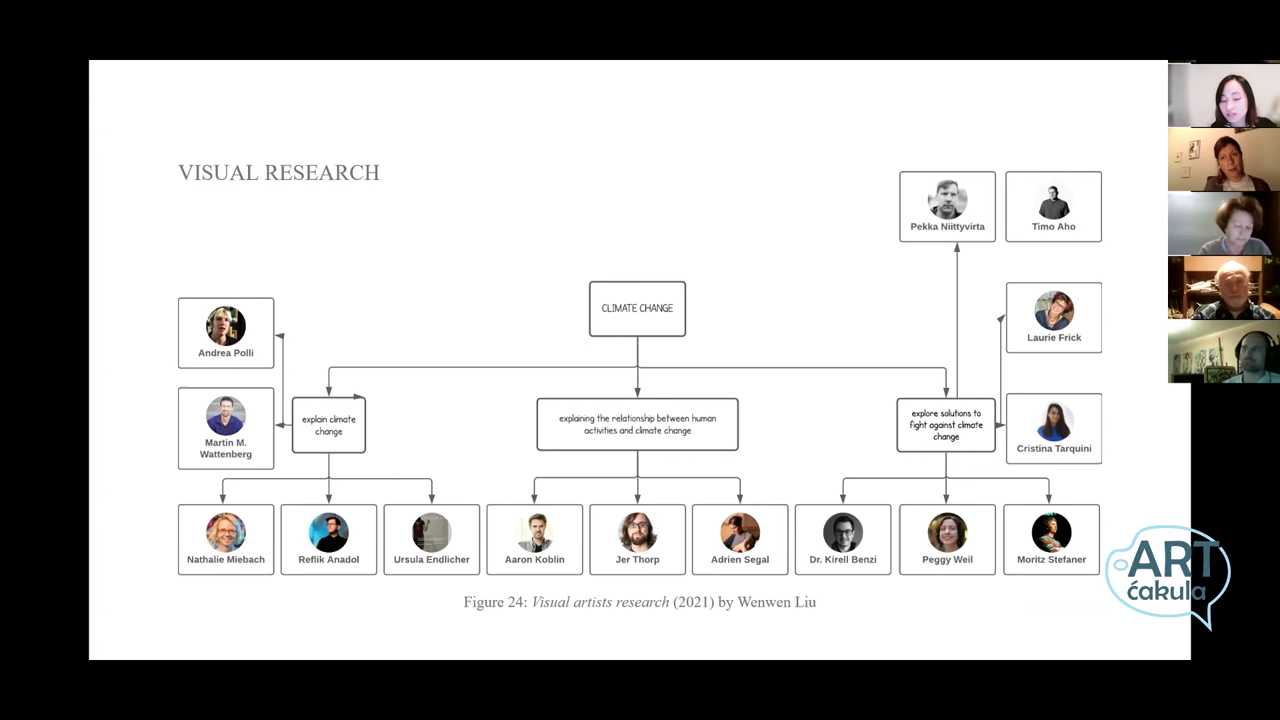 VISUAL RESEARCH
Pekka Niittyvirta
Timo Aho
CLIMATE CHANGE
Andrea Polli
Laurie Frick
Martin M.
Wattenberg
explain climate
change
explaining the relationship between human
activities and climate change
explore solutions to
fight against climate
change
Cristina Tarquini
Nathalie Miebach
Reflik Anadol
Ursula Endlicher
Aaron Koblin
Jer Thorp
Adrien Segal
Dr. Kirell Benzi
Peggy Weil
Moritz Stefaner
Figure 24: Visual artists research (2021) by Wenwen Liu
ART
ćakula